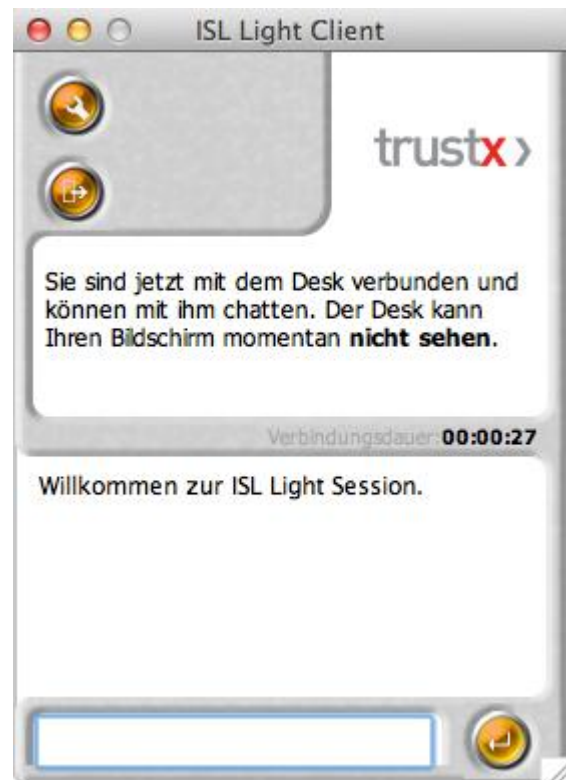 ISL Light Client
trustx
Sie sind jetzt mit dem Desk verbunden und
können mit ihm chatten. Der Desk kann
Ihren Bildschirm momentan nicht sehen.
Verbindungsdauer: 00:00:27
Willkommen zur ISL Light Session.